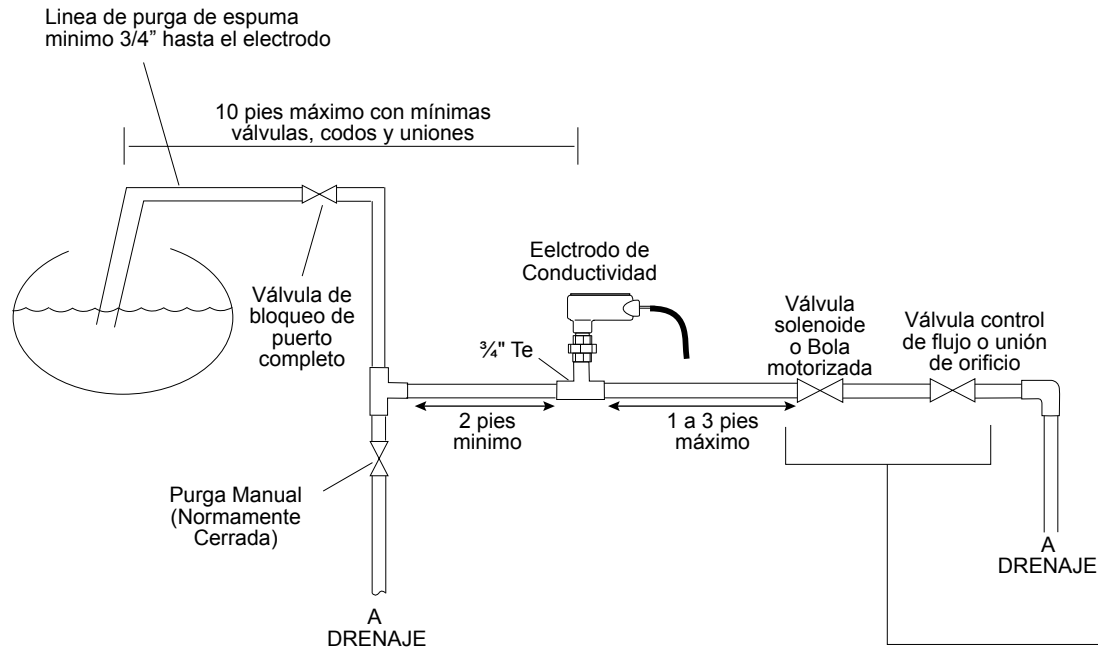 Linea de purga de espuma
minimo 3/4” hasta el electrodo
10 pies máximo con mínimas
válvulas, codos y uniones
Eelctrodo de
Conductividad
Válvula de
bloqueo de
puerto
completo
¾" Te
Válvula
solenoide
o Bola
motorizada
Válvula control
de flujo o unión
de orificio
2 pies
minimo
1 a 3 pies
máximo
Purga Manual
(Normamente
Cerrada)
A
DRENAJE
A
DRENAJE